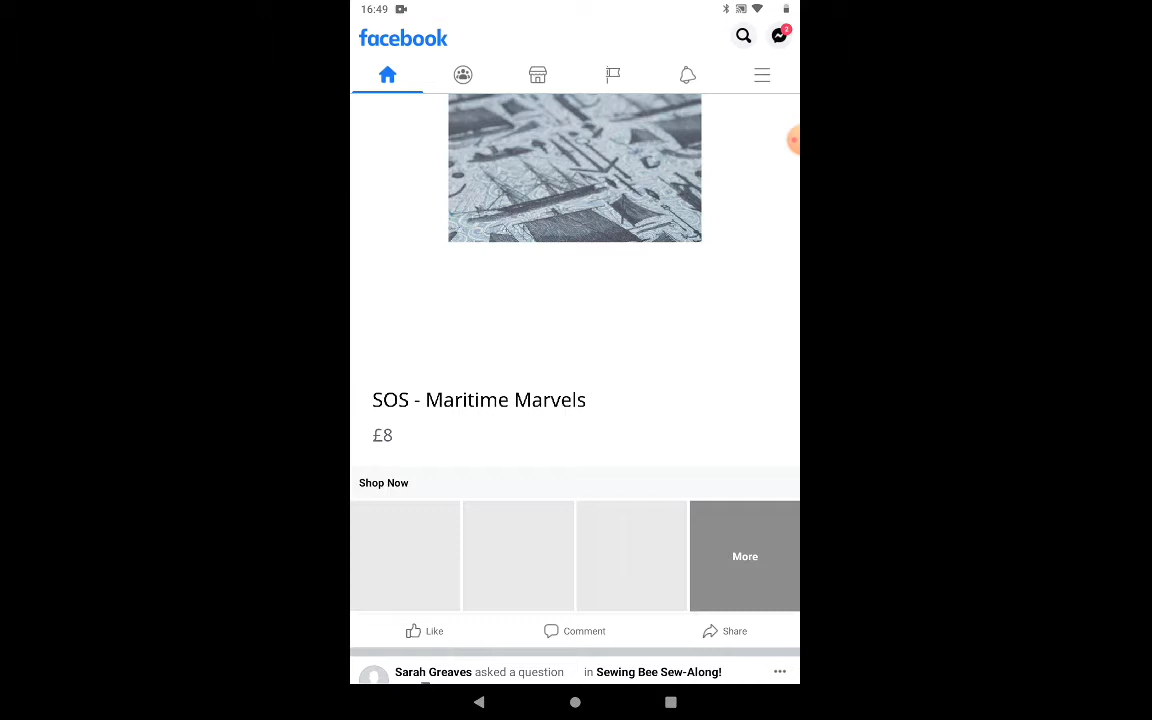 16:49
facebook
2
SOS - Maritime Marvels
£8
Shop Now
More
Like Comment Share
Sarah Greaves asked a question in Sewing Bee Sew-Along!